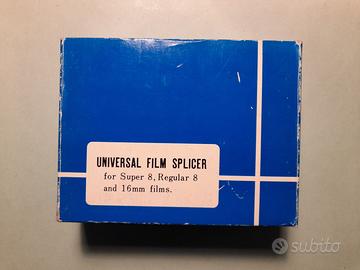 UNIVERSAL FILM SPLICER
for Super 8, Regular 8
and 16mm films.
subito